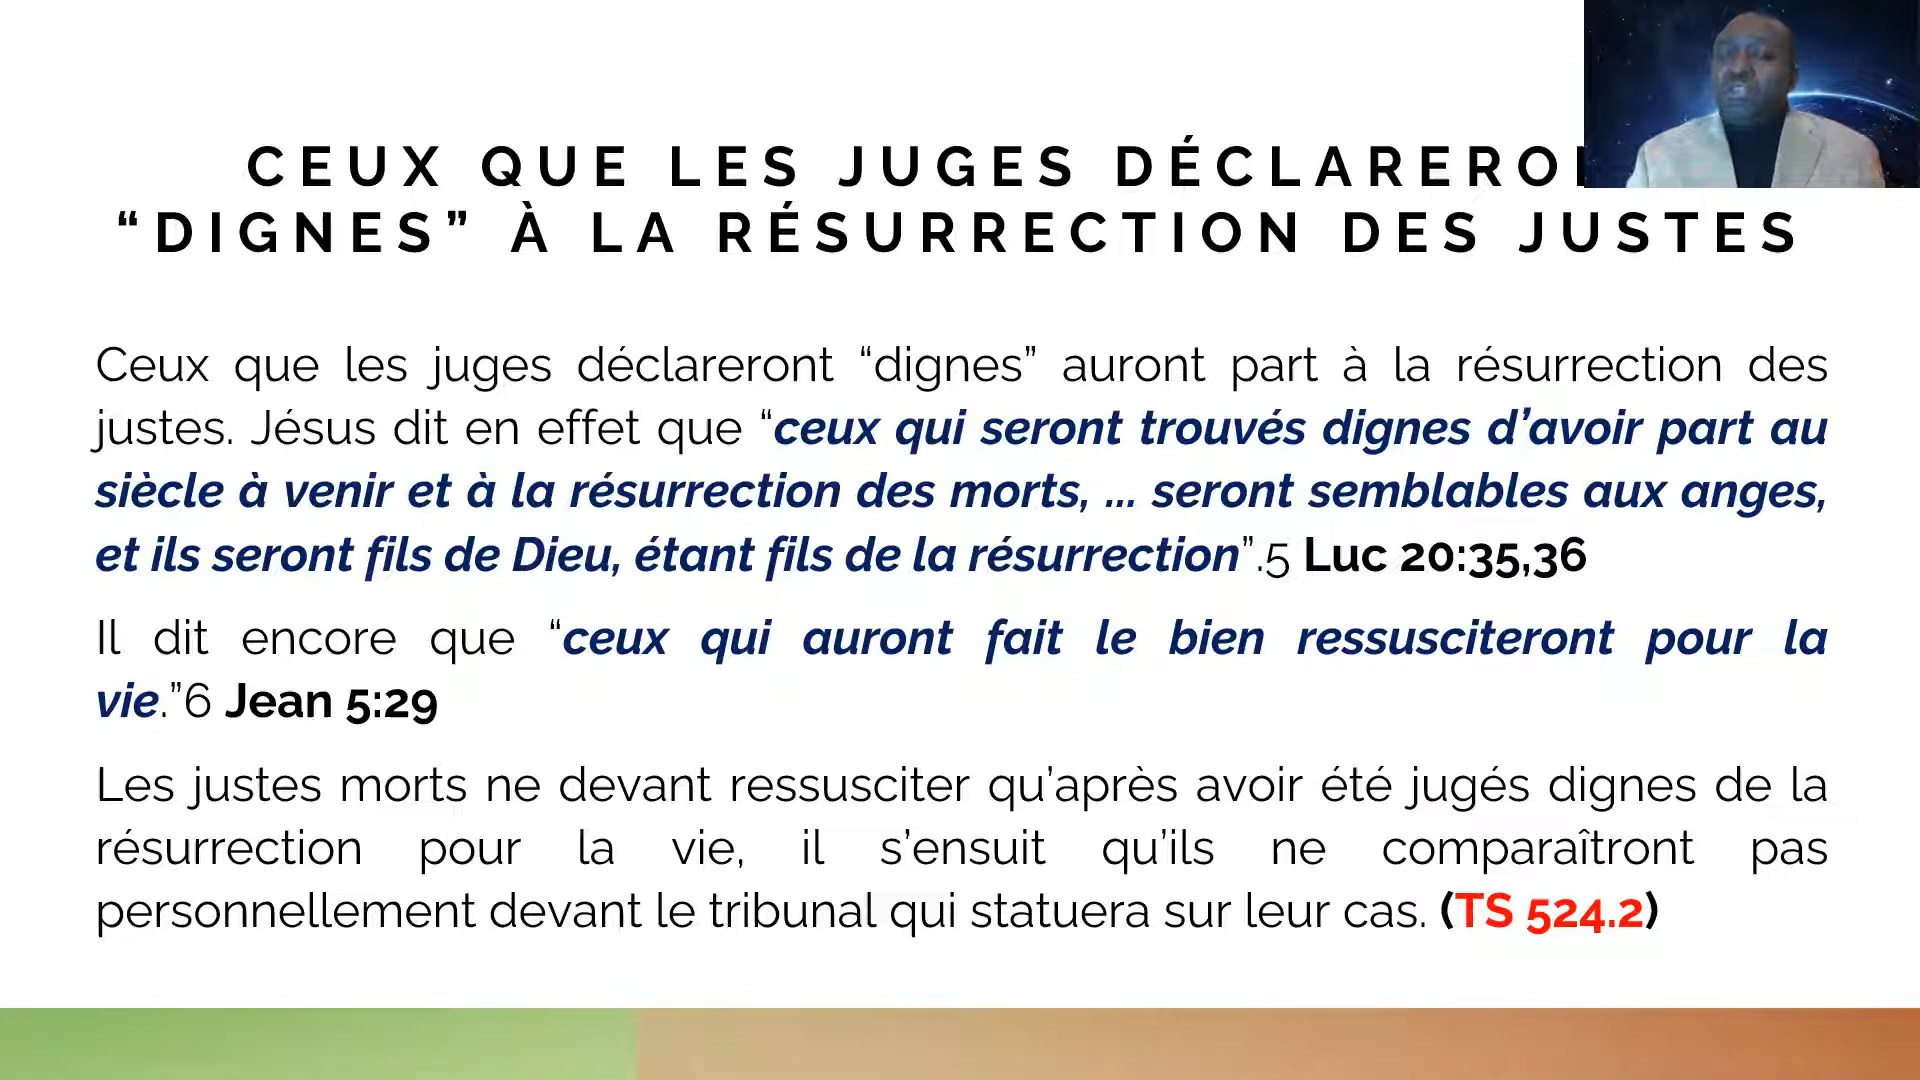 CEUX QUE LES JUGES
“DIGNES” À LA RÉSURRECTION DES JUSTES
Ceux que les juges déclareront “dignes” auront part à la résurrection des
justes. Jésus dit en effet que “ceux qui seront trouvés dignes d’avoir part au
siècle à venir et à la résurrection des morts, ... seront semblables aux anges,
et ils seront fils de Dieu, étant fils de la résurrection”.5 Luc 20:35,36
Il dit encore que “ceux qui auront fait le bien ressusciteront pour la
vie.”6 Jean 5:29
Les justes morts ne devant ressusciter qu’après avoir été jugés dignes de la
résurrection pour la vie, il s’ensuit qu’ils ne comparaîtront pas
personnellement devant le tribunal qui statuera sur leur cas. (TS 524.2)